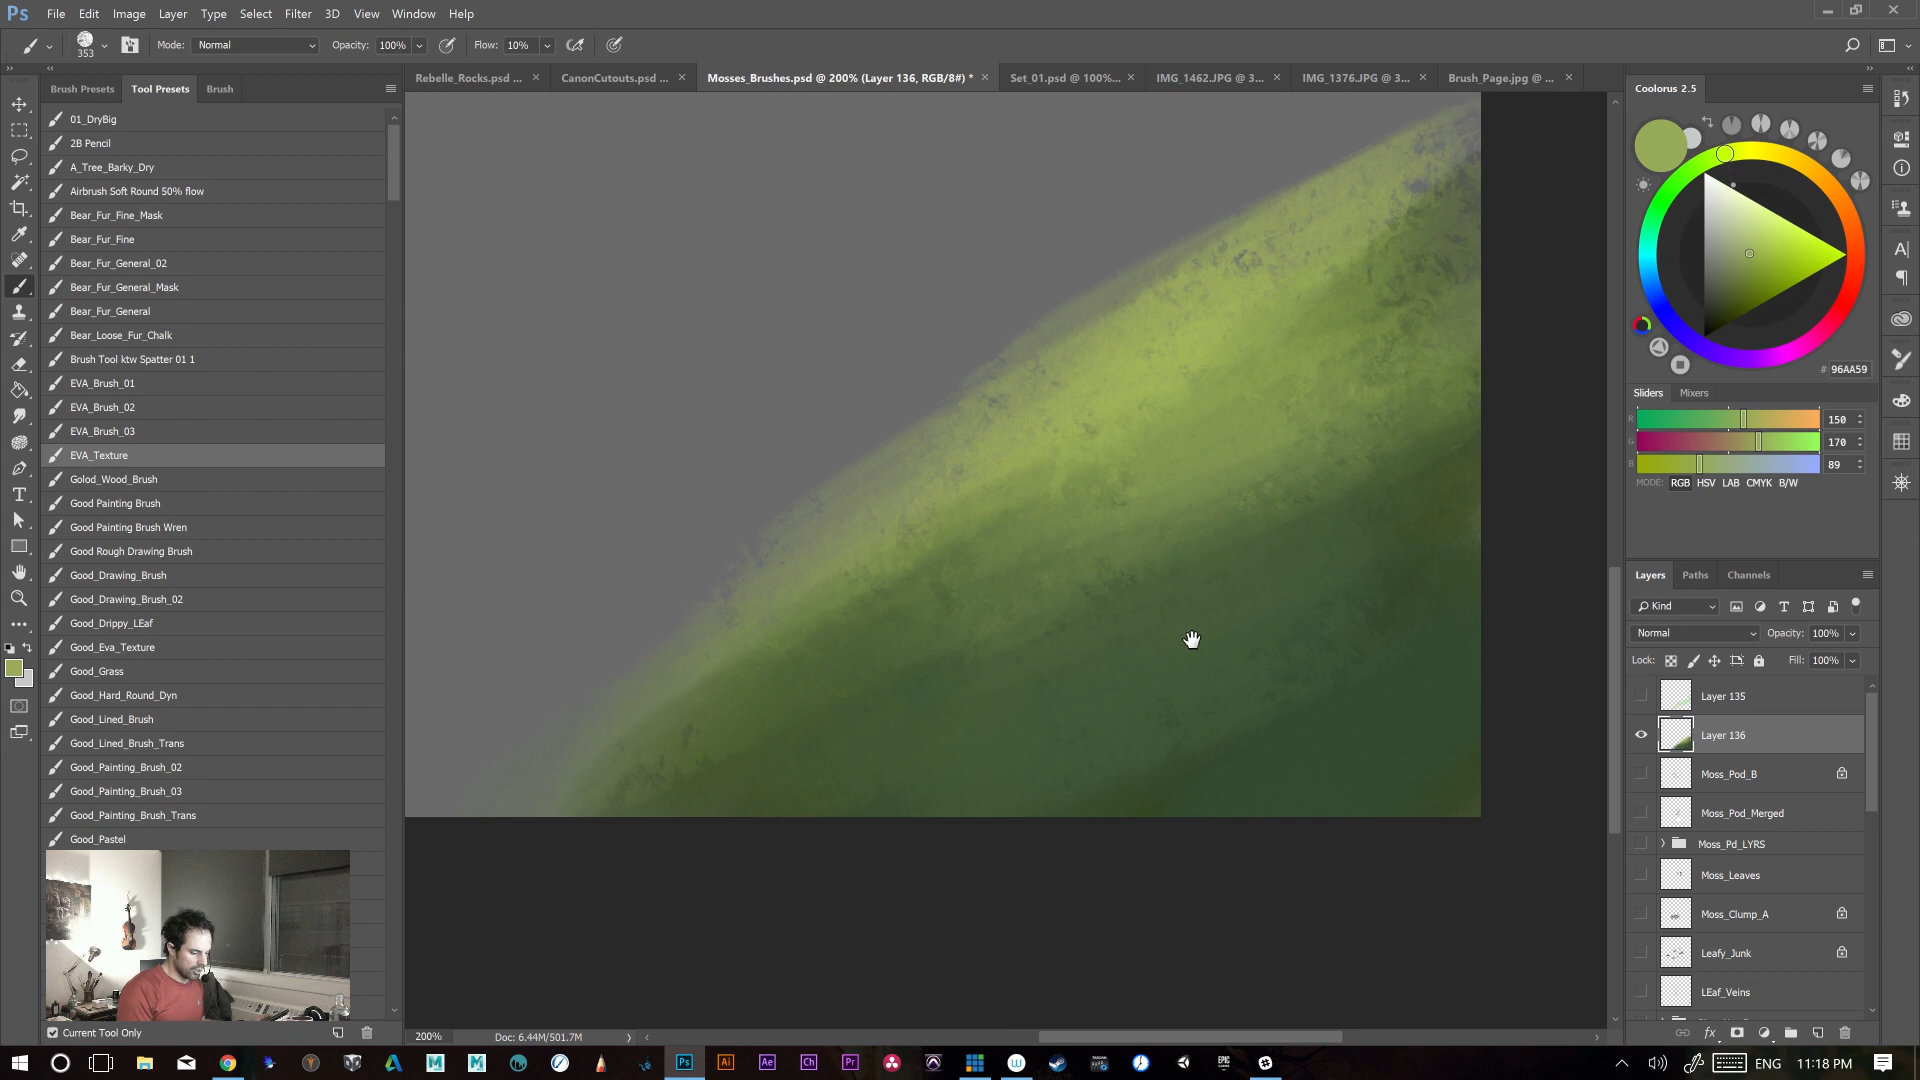 Ps File Edit Image Layer Type Select Filter 3D View Window Help
353 Mode: Normal Opacity: 100% Flow: 10%
Rebelle_Rocks.psd ... CanonCutouts.psd ... Mosses_Brushes.psd @ 200% (Layer 136, RGB/8#) * Set_01.psd @ 100%... IMG_1462.JPG @ 3... IMG_1376.JPG @ 3... Brush_Page.jpg @ ...
Brush Presets Tool Presets Brush
01_DryBig
2B Pencil
A_Tree_Barky_Dry
Airbrush Soft Round 50% flow
Bear_Fur_Fine_Mask
Bear_Fur_Fine
Bear_Fur_General_02
Bear_Fur_General_Mask
Bear_Fur_General
Bear_Loose_Fur_Chalk
Brush Tool ktw Spatter 01 1
EVA_Brush_01
EVA_Brush_02
EVA_Brush_03
EVA_Texture
Golod_Wood_Brush
Good Painting Brush
Good Painting Brush Wren
Good Rough Drawing Brush
Good_Drawing_Brush
Good_Drawing_Brush_02
Good_Drippy_LEaf
Good_Eva_Texture
Good_Grass
Good_Hard_Round_Dyn
Good_Lined_Brush
Good_Lined_Brush_Trans
Good_Painting_Brush_02
Good_Painting_Brush_03
Good_Painting_Brush_Trans
Good_Pastel
Current Tool Only
200% Doc: 6.44M/501.7M
Coolorus 2.5
# 96AA59
Sliders Mixers
R 150
G 170
B 89
MODE: RGB HSV LAB CMYK B/W
Layers Paths Channels
Kind
Normal Opacity: 100%
Lock: Fill: 100%
Layer 135
Layer 136
Moss_Pod_B
Moss_Pod_Merged
Moss_Pd_LYRS
Moss_Leaves
Moss_Clump_A
Leafy_Junk
LEaf_Veins
fx
Ps Ai Ae Ch Pr
ENG 11:18 PM